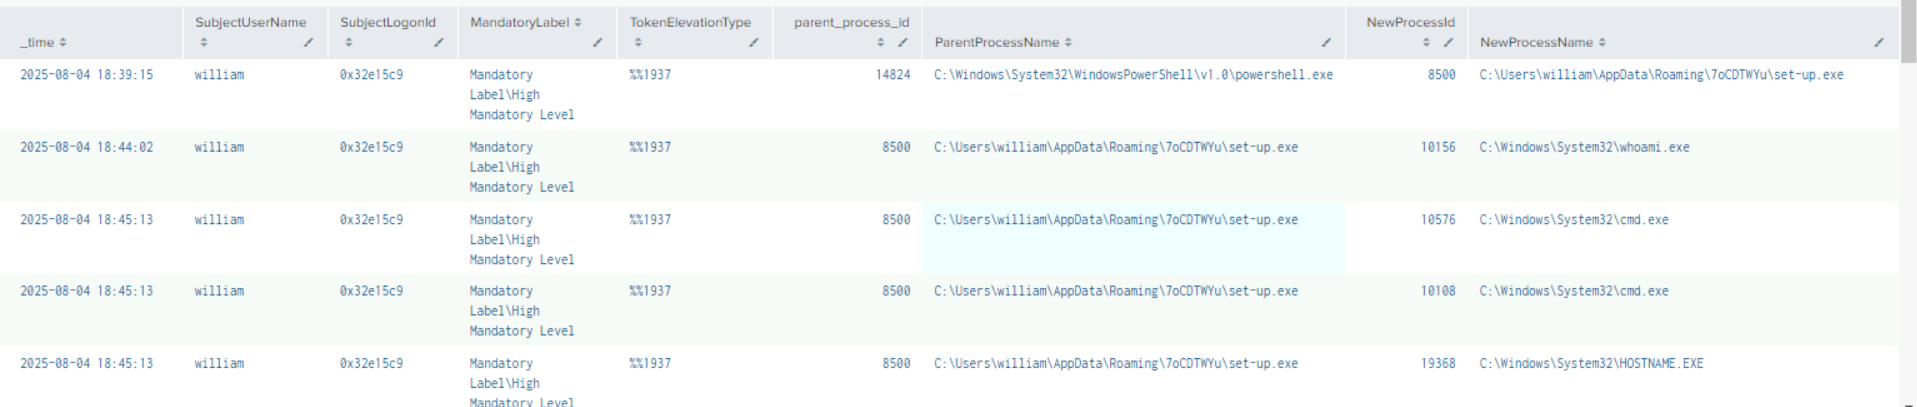 _time SubjectUserName SubjectLogonId MandatoryLabel TokenElevationType parent_process_id ParentProcessName NewProcessId NewProcessName
2025-08-04 18:39:15 william 0x32e15c9 Mandatory %%1937 14824 C:\Windows\System32\WindowsPowerShell\v1.0\powershell.exe 8500 C:\Users\william\AppData\Roaming\7oCDTWYu\set-up.exe
Label\High
Mandatory Level
2025-08-04 18:44:02 william 0x32e15c9 Mandatory %%1937 8500 C:\Users\william\AppData\Roaming\7oCDTWYu\set-up.exe 10156 C:\Windows\System32\whoami.exe
Label\High
Mandatory Level
2025-08-04 18:45:13 william 0x32e15c9 Mandatory %%1937 8500 C:\Users\william\AppData\Roaming\7oCDTWYu\set-up.exe 10576 C:\Windows\System32\cmd.exe
Label\High
Mandatory Level
2025-08-04 18:45:13 william 0x32e15c9 Mandatory %%1937 8500 C:\Users\william\AppData\Roaming\7oCDTWYu\set-up.exe 10108 C:\Windows\System32\cmd.exe
Label\High
Mandatory Level
2025-08-04 18:45:13 william 0x32e15c9 Mandatory %%1937 8500 C:\Users\william\AppData\Roaming\7oCDTWYu\set-up.exe 19368 C:\Windows\System32\HOSTNAME.EXE
Label\High
Mandatory Level